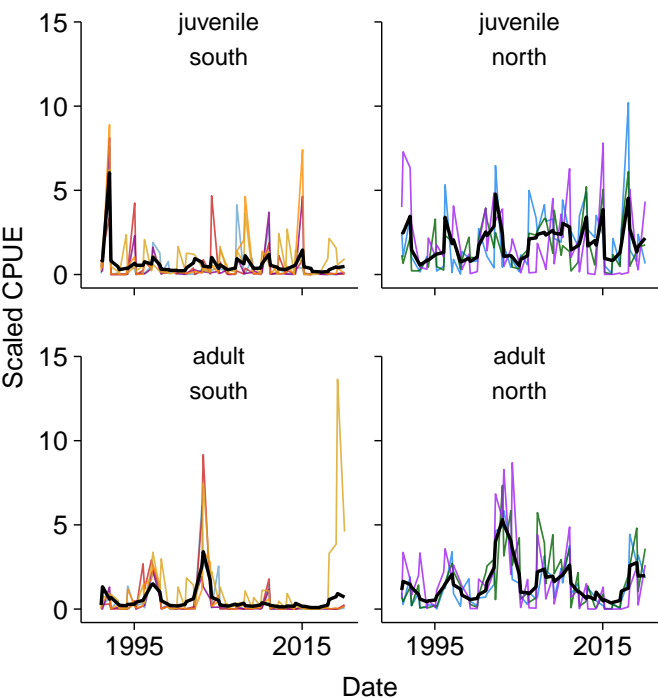 juvenile
south
juvenile
north
15
10
5
0
adult
south
adult
north
15
10
5
0
1995
2015
1995
2015
Scaled CPUE
Date